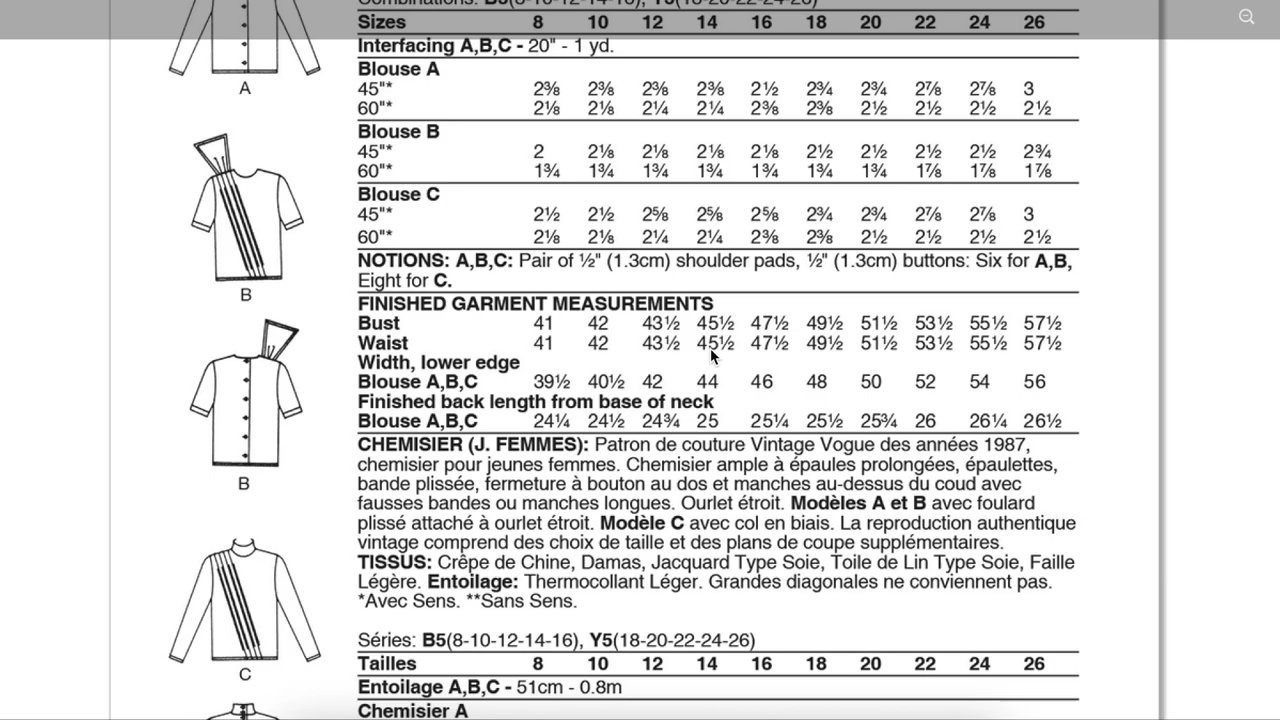 Combinations: B5(8-10-12-14-16), Y5(18-20-22-24-26)
Sizes 8 10 12 14 16 18 20 22 24 26
Interfacing A,B,C - 20" - 1 yd.
Blouse A
45"* 2⅜ 2⅜ 2⅜ 2⅜ 2½ 2¾ 2¾ 2⅞ 2⅞ 3
60"* 2⅛ 2⅛ 2¼ 2¼ 2⅜ 2⅜ 2½ 2½ 2½ 2½
A
Blouse B
45"* 2 2⅛ 2⅛ 2⅛ 2⅛ 2½ 2½ 2½ 2½ 2¾
60"* 1¾ 1¾ 1¾ 1¾ 1¾ 1¾ 1¾ 1⅞ 1⅞ 1⅞
Blouse C
45"* 2½ 2½ 2⅝ 2⅝ 2⅝ 2¾ 2¾ 2⅞ 2⅞ 3
60"* 2⅛ 2⅛ 2¼ 2¼ 2⅜ 2⅜ 2½ 2½ 2½ 2½
NOTIONS: A,B,C: Pair of ½" (1.3cm) shoulder pads, ½" (1.3cm) buttons: Six for A,B,
Eight for C.
B
FINISHED GARMENT MEASUREMENTS
Bust 41 42 43½ 45½ 47½ 49½ 51½ 53½ 55½ 57½
Waist 41 42 43½ 45½ 47½ 49½ 51½ 53½ 55½ 57½
Width, lower edge
Blouse A,B,C 39½ 40½ 42 44 46 48 50 52 54 56
Finished back length from base of neck
Blouse A,B,C 24¼ 24½ 24¾ 25 25¼ 25½ 25¾ 26 26¼ 26½
CHEMISIER (J. FEMMES): Patron de couture Vintage Vogue des années 1987,
chemisier pour jeunes femmes. Chemisier ample à épaules prolongées, épaulettes,
bande plissée, fermeture à bouton au dos et manches au-dessus du coud avec
B
fausses bandes ou manches longues. Ourlet étroit. Modèles A et B avec foulard
plissé attaché à ourlet étroit. Modèle C avec col en biais. La reproduction authentique
vintage comprend des choix de taille et des plans de coupe supplémentaires.
TISSUS: Crêpe de Chine, Damas, Jacquard Type Soie, Toile de Lin Type Soie, Faille
Légère. Entoilage: Thermocollant Léger. Grandes diagonales ne conviennent pas.
*Avec Sens. **Sans Sens.
Séries: B5(8-10-12-14-16), Y5(18-20-22-24-26)
Tailles 8 10 12 14 16 18 20 22 24 26
C
Entoilage A,B,C - 51cm - 0.8m
Chemisier A